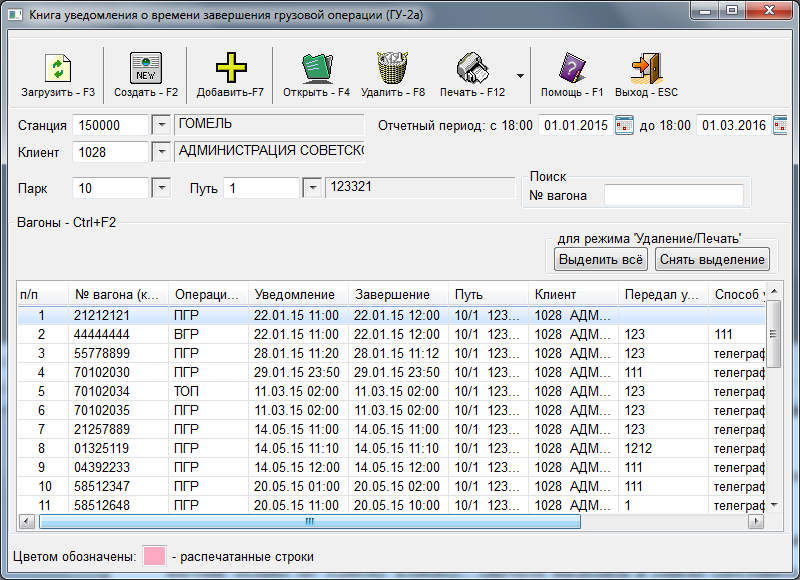 Книга уведомления о времени завершения грузовой операции (ГУ-2а)
NEW
Загрузить - F3 Создать - F2 Добавить-F7 Открыть - F4 Удалить - F8 Печать - F12 Помощь - F1 Выход - ESC
Станция 150000 ГОМЕЛЬ Отчетный период: с 18:00 01.01.2015 до 18:00 01.03.2016
Клиент 1028 АДМИНИСТРАЦИЯ СОВЕТСКО
Поиск
Парк 10 Путь 1 123321 № вагона
Вагоны - Ctrl+F2
для режима 'Удаление/Печать'
Выделить всё Снять выделение
п/п № вагона (к... Операци... Уведомление Завершение Путь Клиент Передал у... Способ у
1 21212121 ПГР 22.01.15 11:00 22.01.15 12:00 10/1 123... 1028 АДМ...
2 44444444 ВГР 22.01.15 11:00 22.01.15 12:00 10/1 123... 1028 АДМ... 123 111
3 55778899 ПГР 28.01.15 11:20 28.01.15 11:12 10/1 123... 1028 АДМ... 123 телеграф
4 70102030 ПГР 29.01.15 23:50 29.01.15 23:50 10/1 123... 1028 АДМ... 111 телеграф
5 70102034 ТОП 11.03.15 02:00 11.03.15 02:00 10/1 123... 1028 АДМ... 123 телеграф
6 70102035 ПГР 11.03.15 02:00 11.03.15 02:00 10/1 123... 1028 АДМ... 123 телеграф
7 21257889 ПГР 14.05.15 11:00 14.05.15 11:00 10/1 123... 1028 АДМ... 123 телеграф
8 01325119 ПГР 14.05.15 11:10 14.05.15 11:10 10/1 123... 1028 АДМ... 1212 телеграф
9 04392233 ПГР 14.05.15 12:00 14.05.15 12:00 10/1 123... 1028 АДМ... 111 телеграф
10 58512347 ПГР 20.05.15 01:00 20.05.15 02:00 10/1 123... 1028 АДМ... 111 телеграф
11 58512648 ПГР 20.05.15 11:00 20.05.15 10:00 10/1 123... 1028 АДМ... 1 телеграф
Цветом обозначены: - распечатанные строки